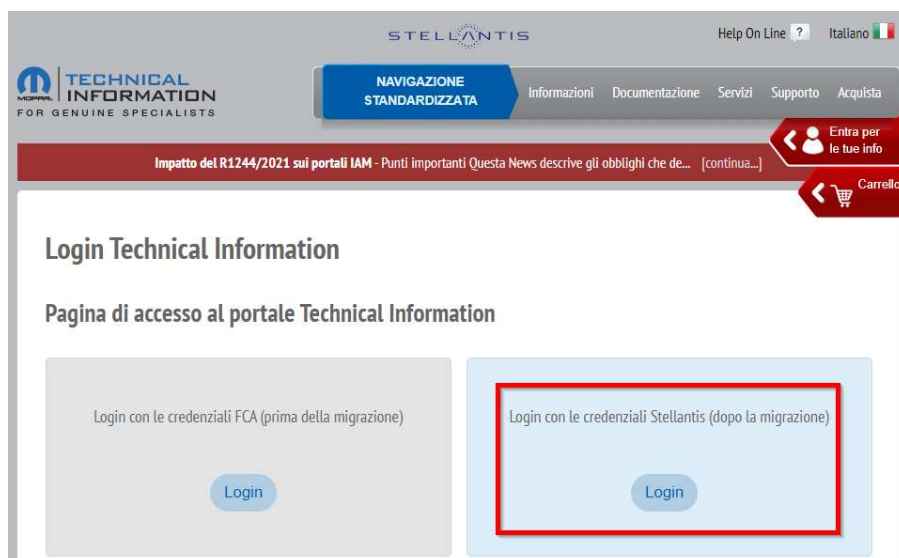 STELLANTIS
Help On Line ?
Italiano
MOPAR
TECHNICAL
INFORMATION
FOR GENUINE SPECIALISTS
NAVIGAZIONE
STANDARDIZZATA
Informazioni
Documentazione
Servizi
Supporto
Acquista
Entra per
le tue info
Impatto del R1244/2021 sui portali IAM - Punti importanti Questa News descrive gli obblighi che de... [continua...]
Carrello
Login Technical Information
Pagina di accesso al portale Technical Information
Login con le credenziali FCA (prima della migrazione)
Login
Login con le credenziali Stellantis (dopo la migrazione)
Login